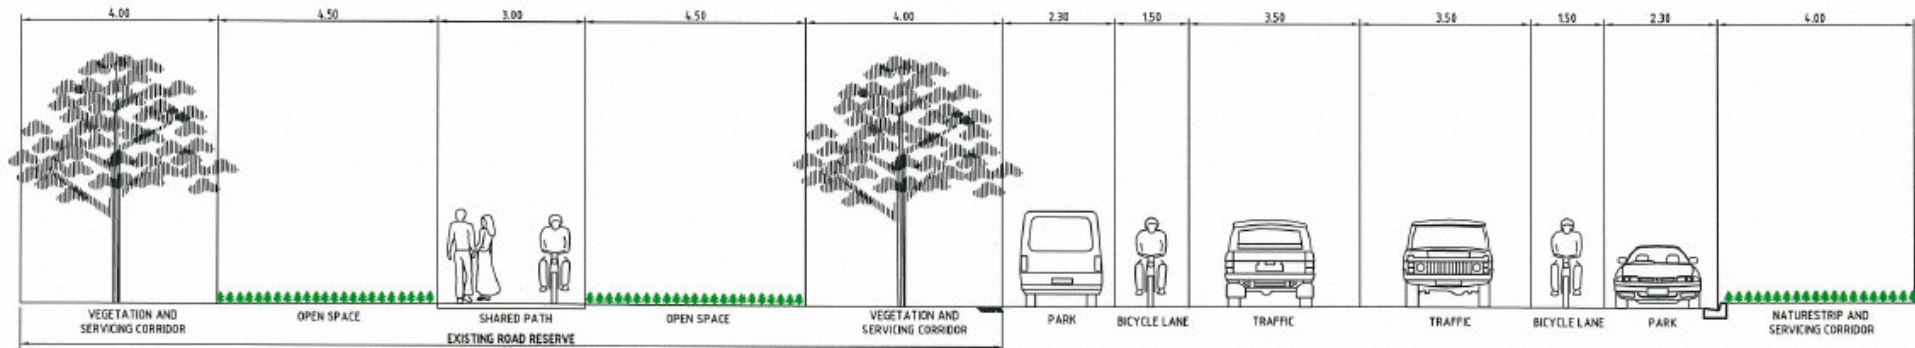 4.00 4.50 3.00 4.50 4.00 2.30 1.50 3.50 3.50 1.50 2.30 4.00
VEGETATION AND
SERVICING CORRIDOR
OPEN SPACE
SHARED PATH
OPEN SPACE
VEGETATION AND
SERVICING CORRIDOR
PARK
BICYCLE LANE
TRAFFIC
TRAFFIC
BICYCLE LANE
PARK
NATURESTRIP AND
SERVICING CORRIDOR
EXISTING ROAD RESERVE